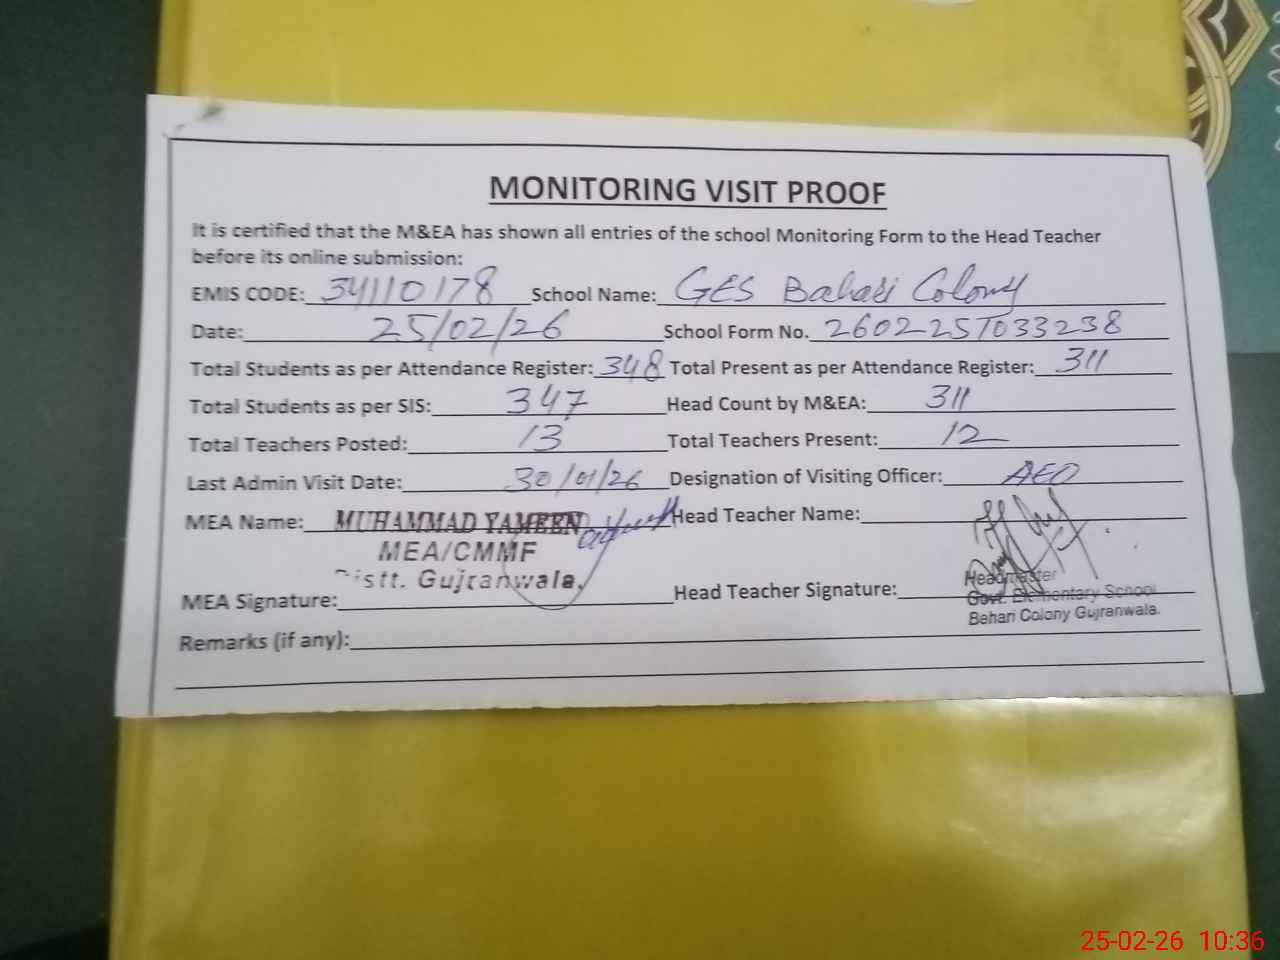 MONITORING VISIT PROOF
It is certified that the M&EA has shown all entries of the school Monitoring Form to the Head Teacher
before its online submission:
EMIS CODE: 34110178 School Name: GES Bahari Colony
Date: 25/02/26 School Form No. 260225T033238
Total Students as per Attendance Register: 348 Total Present as per Attendance Register: 311
Total Students as per SIS: 347 Head Count by M&EA: 311
Total Teachers Posted: 13 Total Teachers Present: 12
Last Admin Visit Date: 30/01/26 Designation of Visiting Officer: AEO
MEA Name: MUHAMMAD YAMEEN Head Teacher Name:
MEA/CMMF
Distt. Gujranwala.
MEA Signature: Head Teacher Signature:
Headmaster
Govt. Elementary School
Bahari Colony Gujranwala.
Remarks (if any):
25-02-26 10:36